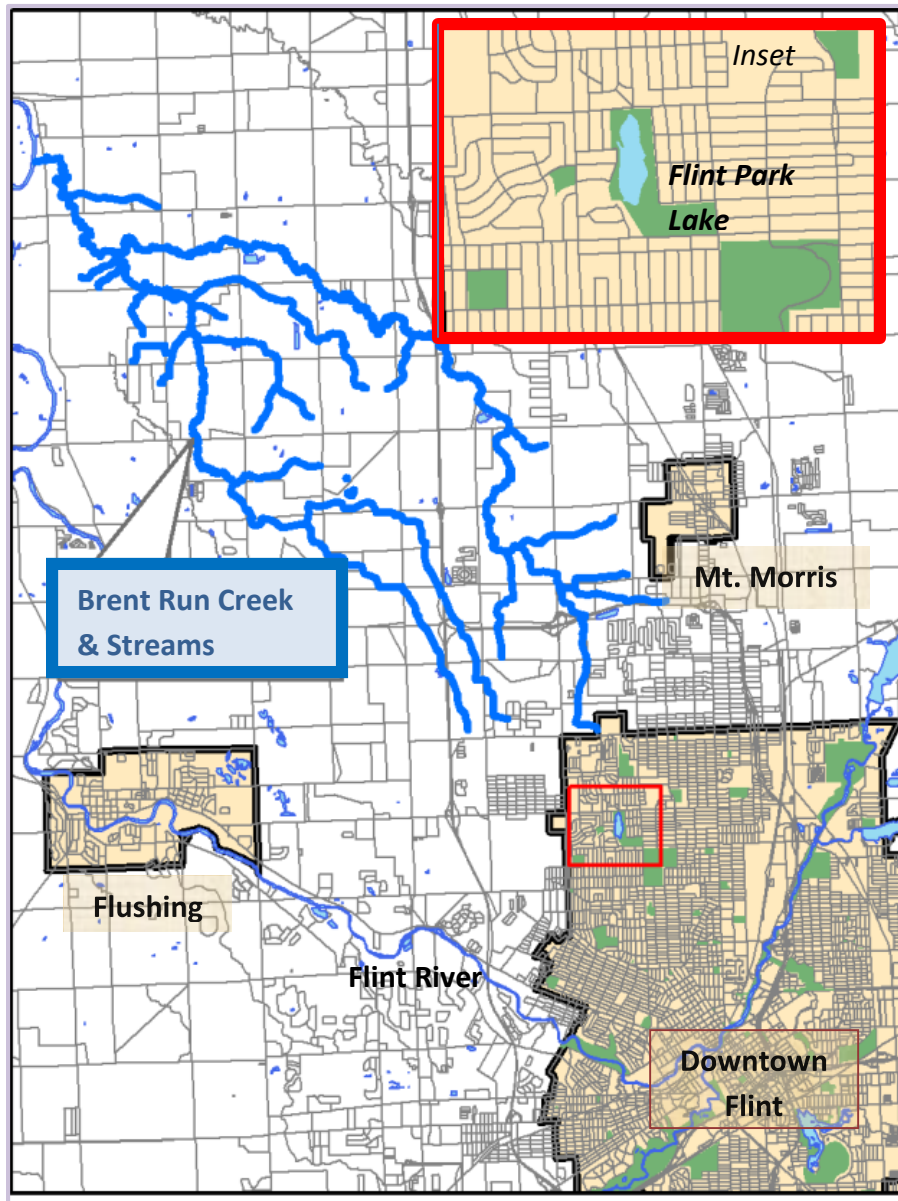 Inset
Flint Park
Lake
Mt. Morris
Brent Run Creek
& Streams
Flushing
Flint River
Downtown
Flint